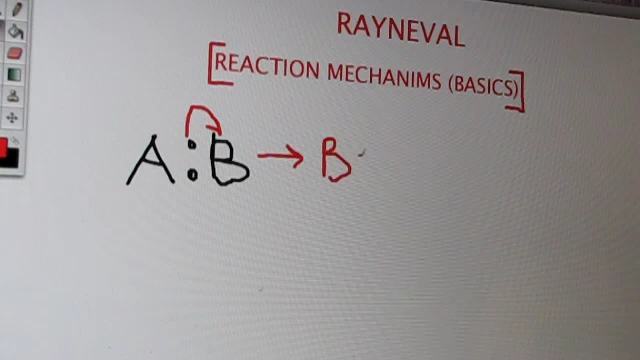 RAYNEVAL
[REACTION MECHANIMS (BASICS)]
A:B → B